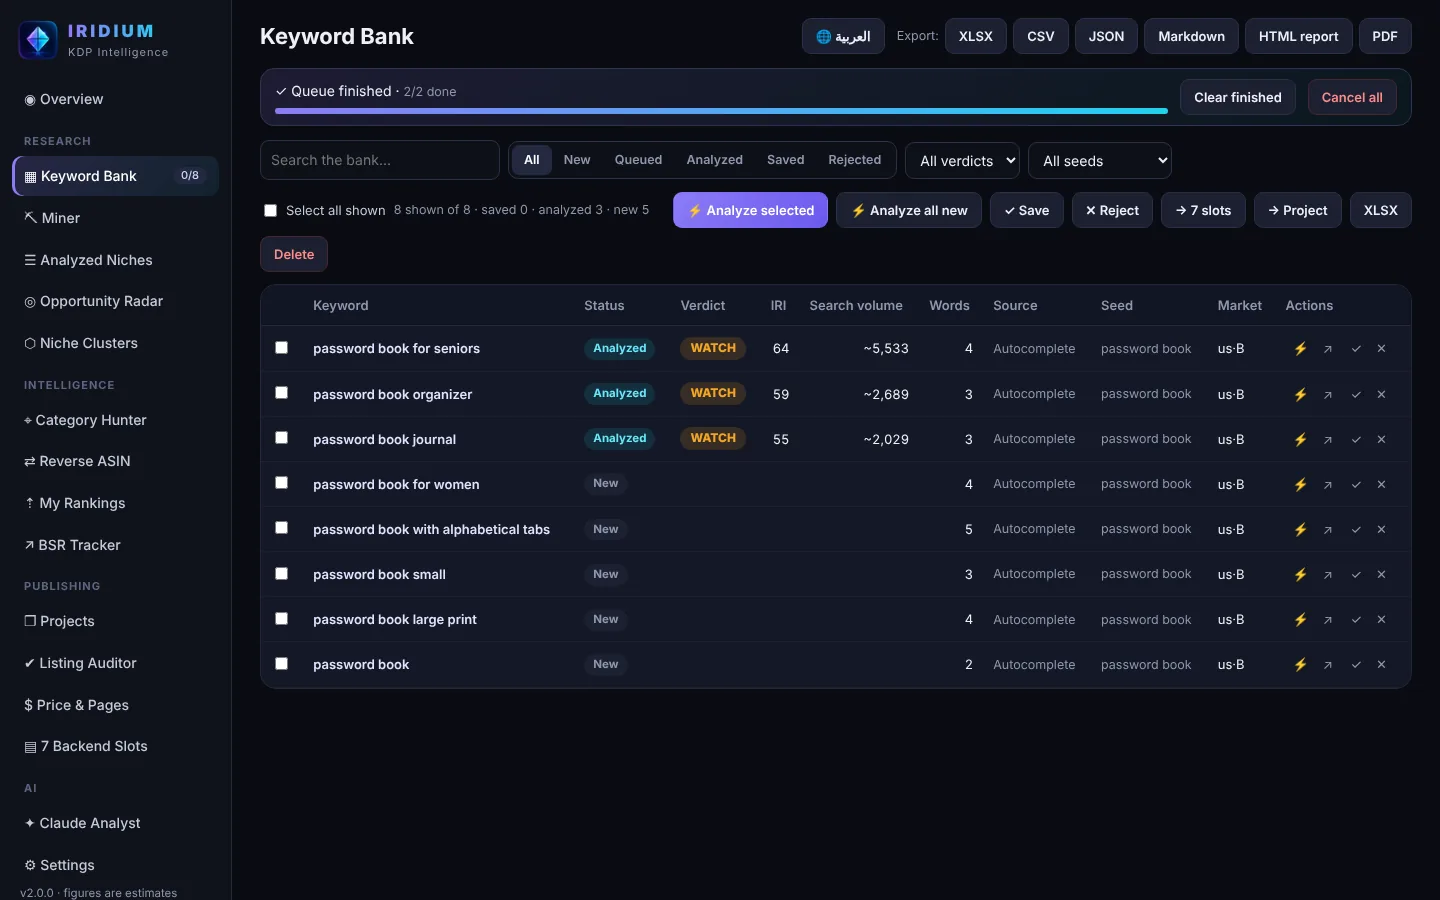 IRIDIUM
KDP Intelligence
◉ Overview
RESEARCH
▦ Keyword Bank 0/8
⛏ Miner
☰ Analyzed Niches
◎ Opportunity Radar
⬡ Niche Clusters
INTELLIGENCE
⌖ Category Hunter
⇄ Reverse ASIN
⇡ My Rankings
↗ BSR Tracker
PUBLISHING
❐ Projects
✔ Listing Auditor
$ Price & Pages
▤ 7 Backend Slots
AI
✦ Claude Analyst
⚙ Settings
v2.0.0 · figures are estimates
Keyword Bank
🌐 العربية Export: XLSX CSV JSON Markdown HTML report PDF
✓ Queue finished · 2/2 done Clear finished Cancel all
Search the bank... All New Queued Analyzed Saved Rejected All verdicts All seeds
Select all shown 8 shown of 8 · saved 0 · analyzed 3 · new 5 ⚡ Analyze selected ⚡ Analyze all new ✓ Save ✕ Reject → 7 slots → Project XLSX
Delete
Keyword Status Verdict IRI Search volume Words Source Seed Market Actions
password book for seniors Analyzed WATCH 64 ~5,533 4 Autocomplete password book us·B ⚡ ↗ ✓ ✕
password book organizer Analyzed WATCH 59 ~2,689 3 Autocomplete password book us·B ⚡ ↗ ✓ ✕
password book journal Analyzed WATCH 55 ~2,029 3 Autocomplete password book us·B ⚡ ↗ ✓ ✕
password book for women New 4 Autocomplete password book us·B ⚡ ↗ ✓ ✕
password book with alphabetical tabs New 5 Autocomplete password book us·B ⚡ ↗ ✓ ✕
password book small New 3 Autocomplete password book us·B ⚡ ↗ ✓ ✕
password book large print New 4 Autocomplete password book us·B ⚡ ↗ ✓ ✕
password book New 2 Autocomplete password book us·B ⚡ ↗ ✓ ✕